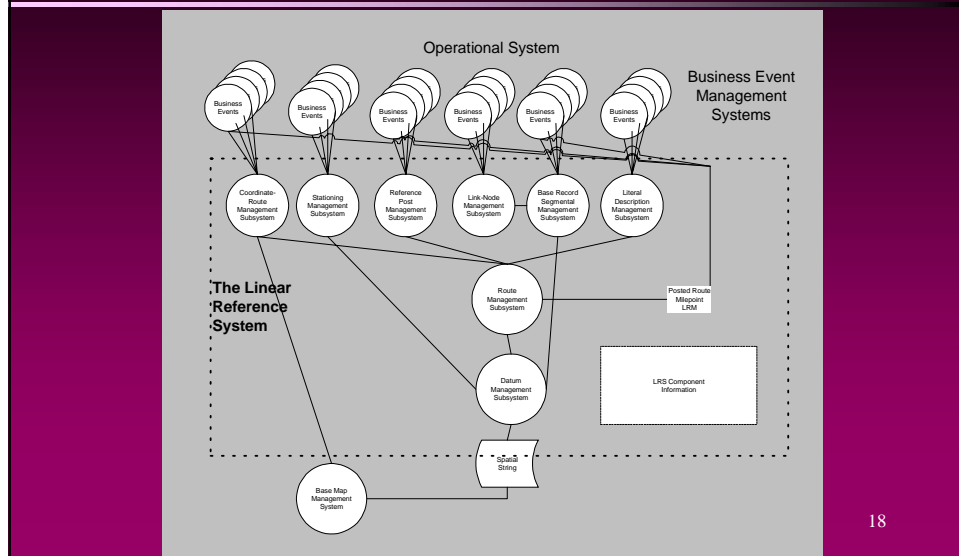 Operational System
Business Event
Management
Systems
Business
Events
Business
Events
Business
Events
Business
Events
Business
Events
Business
Events
Coordinate-
Route
Management
Subsystem
Stationing
Management
Subsystem
Reference
Post
Management
Subsystem
Link-Node
Management
Subsystem
Base Record
Segmental
Management
Subsystem
Literal
Description
Management
Subsystem
The Linear
Reference
System
Route
Management
Subsystem
Posted Route
Milepoint
LRM
Datum
Management
Subsystem
LRS Component
Information
Spatial
String
Base Map
Management
System
18